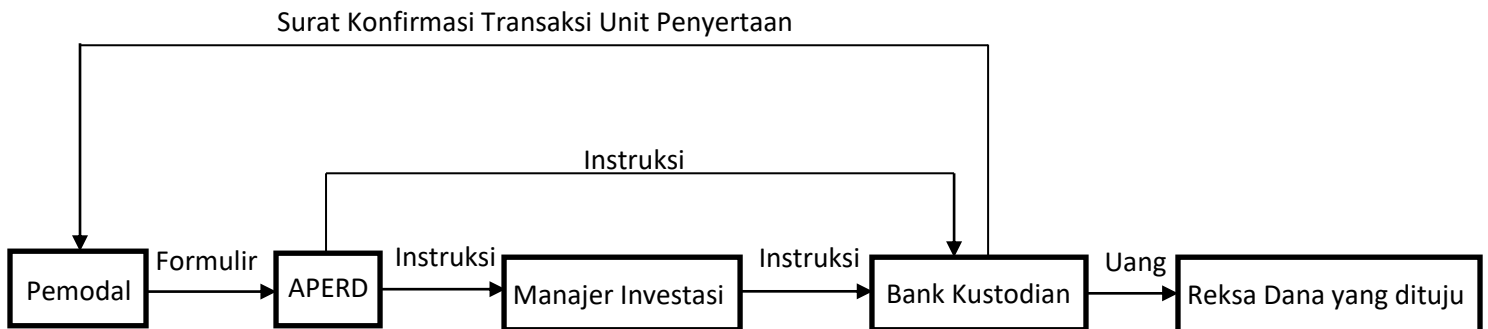 Surat Konfirmasi Transaksi Unit Penyertaan
Instruksi
Formulir
Instruksi
Instruksi
Uang
Pemodal
APERD
Manajer Investasi
Bank Kustodian
Reksa Dana yang dituju